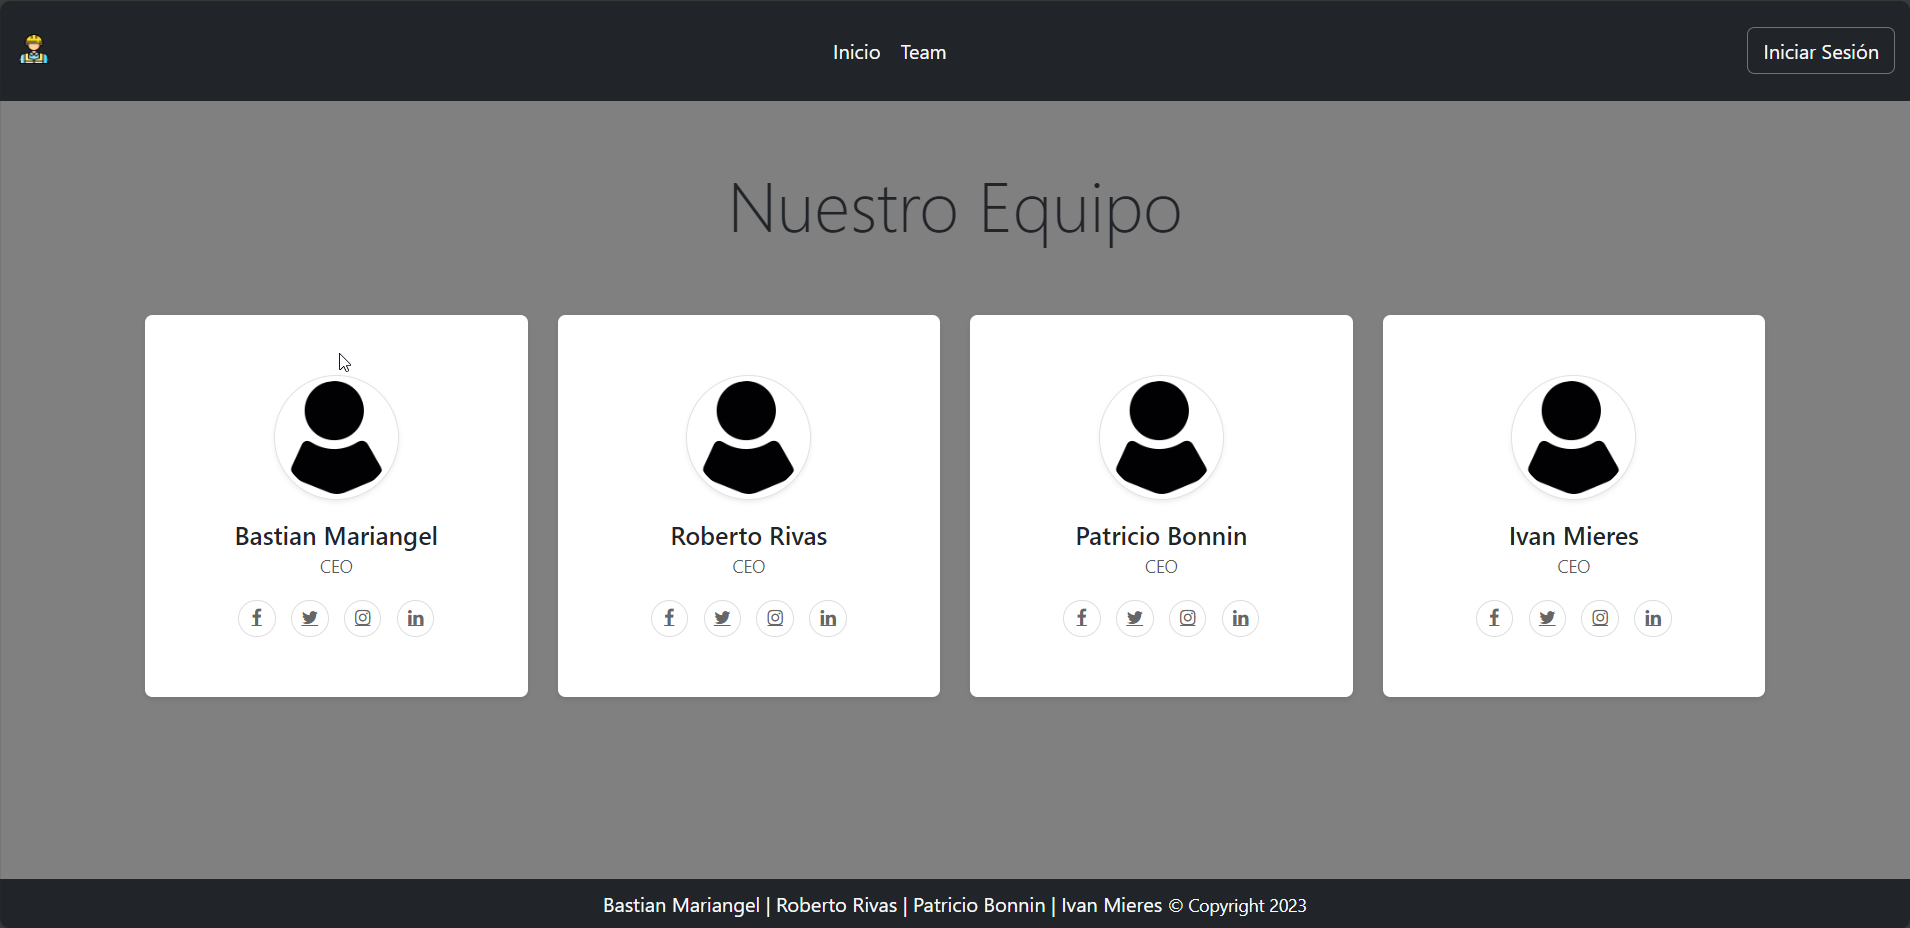 Inicio Team Iniciar Sesión
Nuestro Equipo
Bastian Mariangel
CEO
Roberto Rivas
CEO
Patricio Bonnin
CEO
Ivan Mieres
CEO
Bastian Mariangel | Roberto Rivas | Patricio Bonnin | Ivan Mieres © Copyright 2023